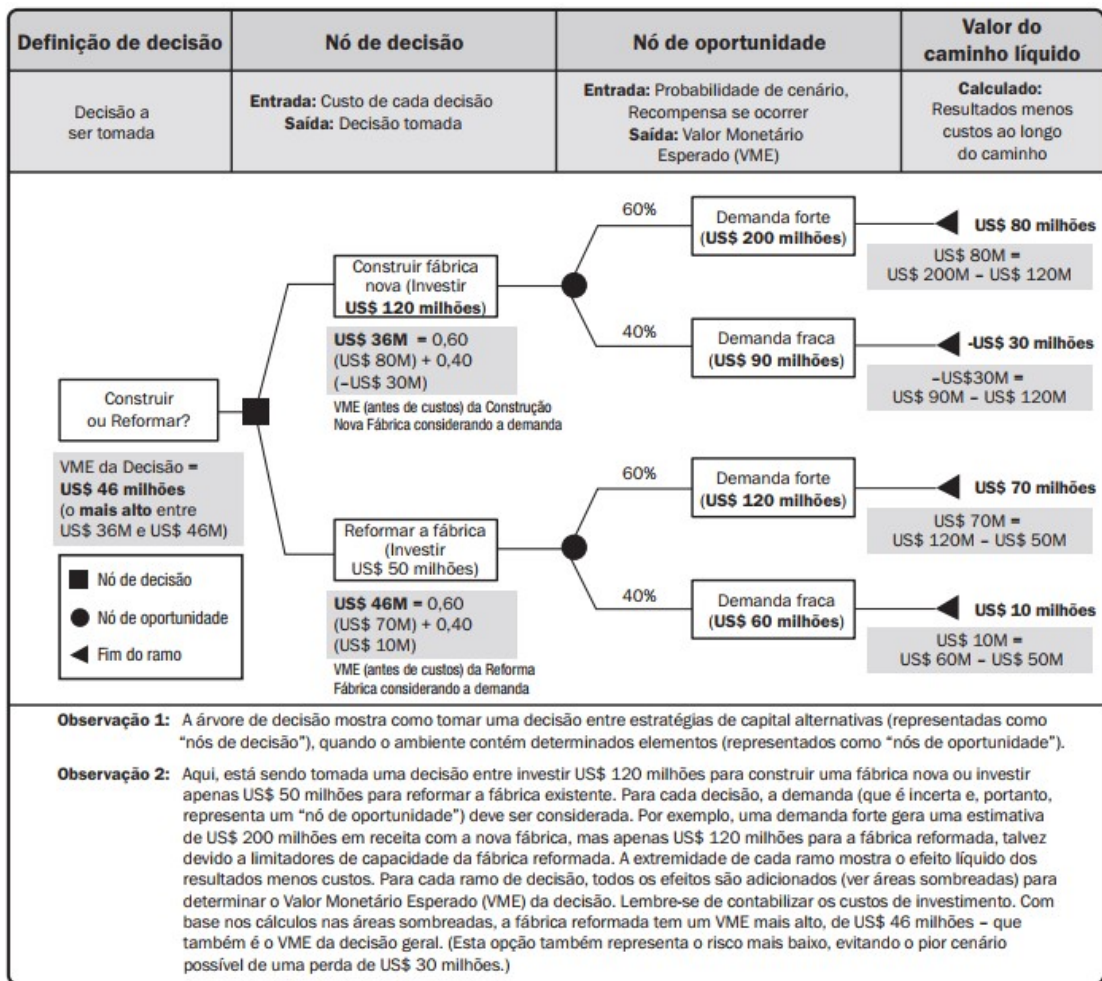 Definição de decisão
Nó de decisão
Nó de oportunidade
Valor do
caminho líquido
Decisão a
ser tomada
Entrada: Custo de cada decisão
Saída: Decisão tomada
Entrada: Probabilidade de cenário,
Recompensa se ocorrer
Saída: Valor Monetário
Esperado (VME)
Calculado:
Resultados menos
custos ao longo
do caminho
Construir
ou Reformar?
VME da Decisão =
US$ 46 milhões
(o mais alto entre
US$ 36M e US$ 46M)
Nó de decisão
Nó de oportunidade
Fim do ramo
Construir fábrica
nova (Investir
US$ 120 milhões)
US$ 36M = 0,60
(US$ 80M) + 0,40
(–US$ 30M)
VME (antes de custos) da Construção
Nova Fábrica considerando a demanda
60%
Demanda forte
(US$ 200 milhões)
US$ 80 milhões
US$ 80M =
US$ 200M – US$ 120M
40%
Demanda fraca
(US$ 90 milhões)
-US$ 30 milhões
–US$30M =
US$ 90M – US$ 120M
Reformar a fábrica
(Investir
US$ 50 milhões)
US$ 46M = 0,60
(US$ 70M) + 0,40
(US$ 10M)
VME (antes de custos) da Reforma
Fábrica considerando a demanda
60%
Demanda forte
(US$ 120 milhões)
US$ 70 milhões
US$ 70M =
US$ 120M – US$ 50M
40%
Demanda fraca
(US$ 60 milhões)
US$ 10 milhões
US$ 10M =
US$ 60M – US$ 50M
Observação 1: A árvore de decisão mostra como tomar uma decisão entre estratégias de capital alternativas (representadas como
“nós de decisão”), quando o ambiente contém determinados elementos (representados como “nós de oportunidade”).
Observação 2: Aqui, está sendo tomada uma decisão entre investir US$ 120 milhões para construir uma fábrica nova ou investir
apenas US$ 50 milhões para reformar a fábrica existente. Para cada decisão, a demanda (que é incerta e, portanto,
representa um “nó de oportunidade”) deve ser considerada. Por exemplo, uma demanda forte gera uma estimativa
de US$ 200 milhões em receita com a nova fábrica, mas apenas US$ 120 milhões para a fábrica reformada, talvez
devido a limitadores de capacidade da fábrica reformada. A extremidade de cada ramo mostra o efeito líquido dos
resultados menos custos. Para cada ramo de decisão, todos os efeitos são adicionados (ver áreas sombreadas) para
determinar o Valor Monetário Esperado (VME) da decisão. Lembre-se de contabilizar os custos de investimento. Com
base nos cálculos nas áreas sombreadas, a fábrica reformada tem um VME mais alto, de US$ 46 milhões – que
também é o VME da decisão geral. (Esta opção também representa o risco mais baixo, evitando o pior cenário
possível de uma perda de US$ 30 milhões.)